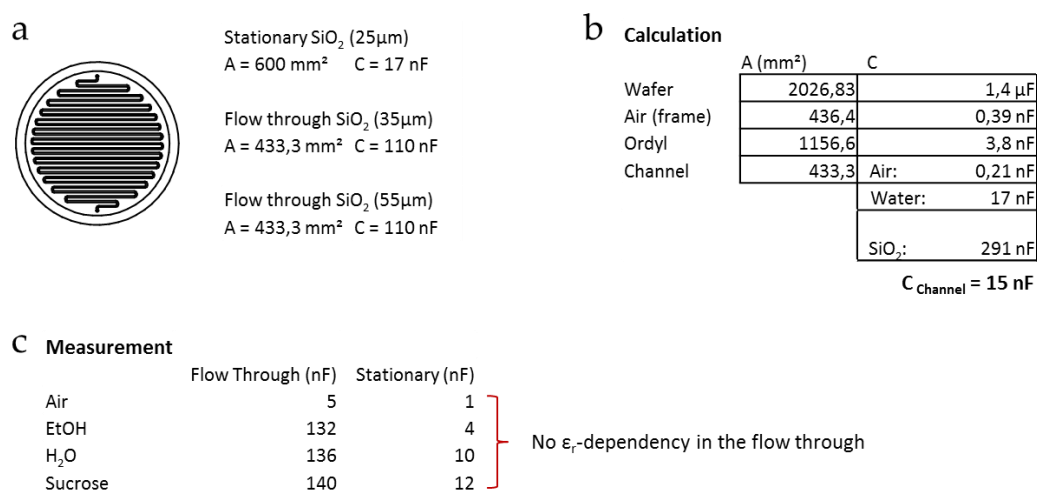 a
Stationary SiO₂ (25µm)
A = 600 mm² C = 17 nF
Flow through SiO₂ (35µm)
A = 433,3 mm² C = 110 nF
Flow through SiO₂ (55µm)
A = 433,3 mm² C = 110 nF
b Calculation
A (mm²) C
Wafer 2026,83 1,4 µF
Air (frame) 436,4 0,39 nF
Ordyl 1156,6 3,8 nF
Channel 433,3 Air: 0,21 nF
Water: 17 nF
SiO₂: 291 nF
C Channel = 15 nF
c Measurement
Flow Through (nF) Stationary (nF)
Air 5 1
EtOH 132 4
H₂O 136 10
Sucrose 140 12
No εᵣ-dependency in the flow through